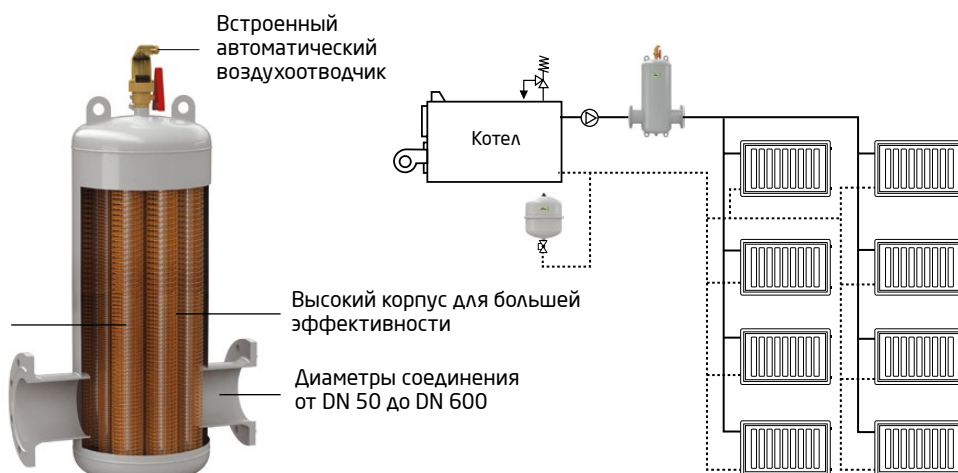 Встроенный
автоматический
воздухоотводчик
Котел
Высокий корпус для большей
эффективности
Диаметры соединения
от DN 50 до DN 600